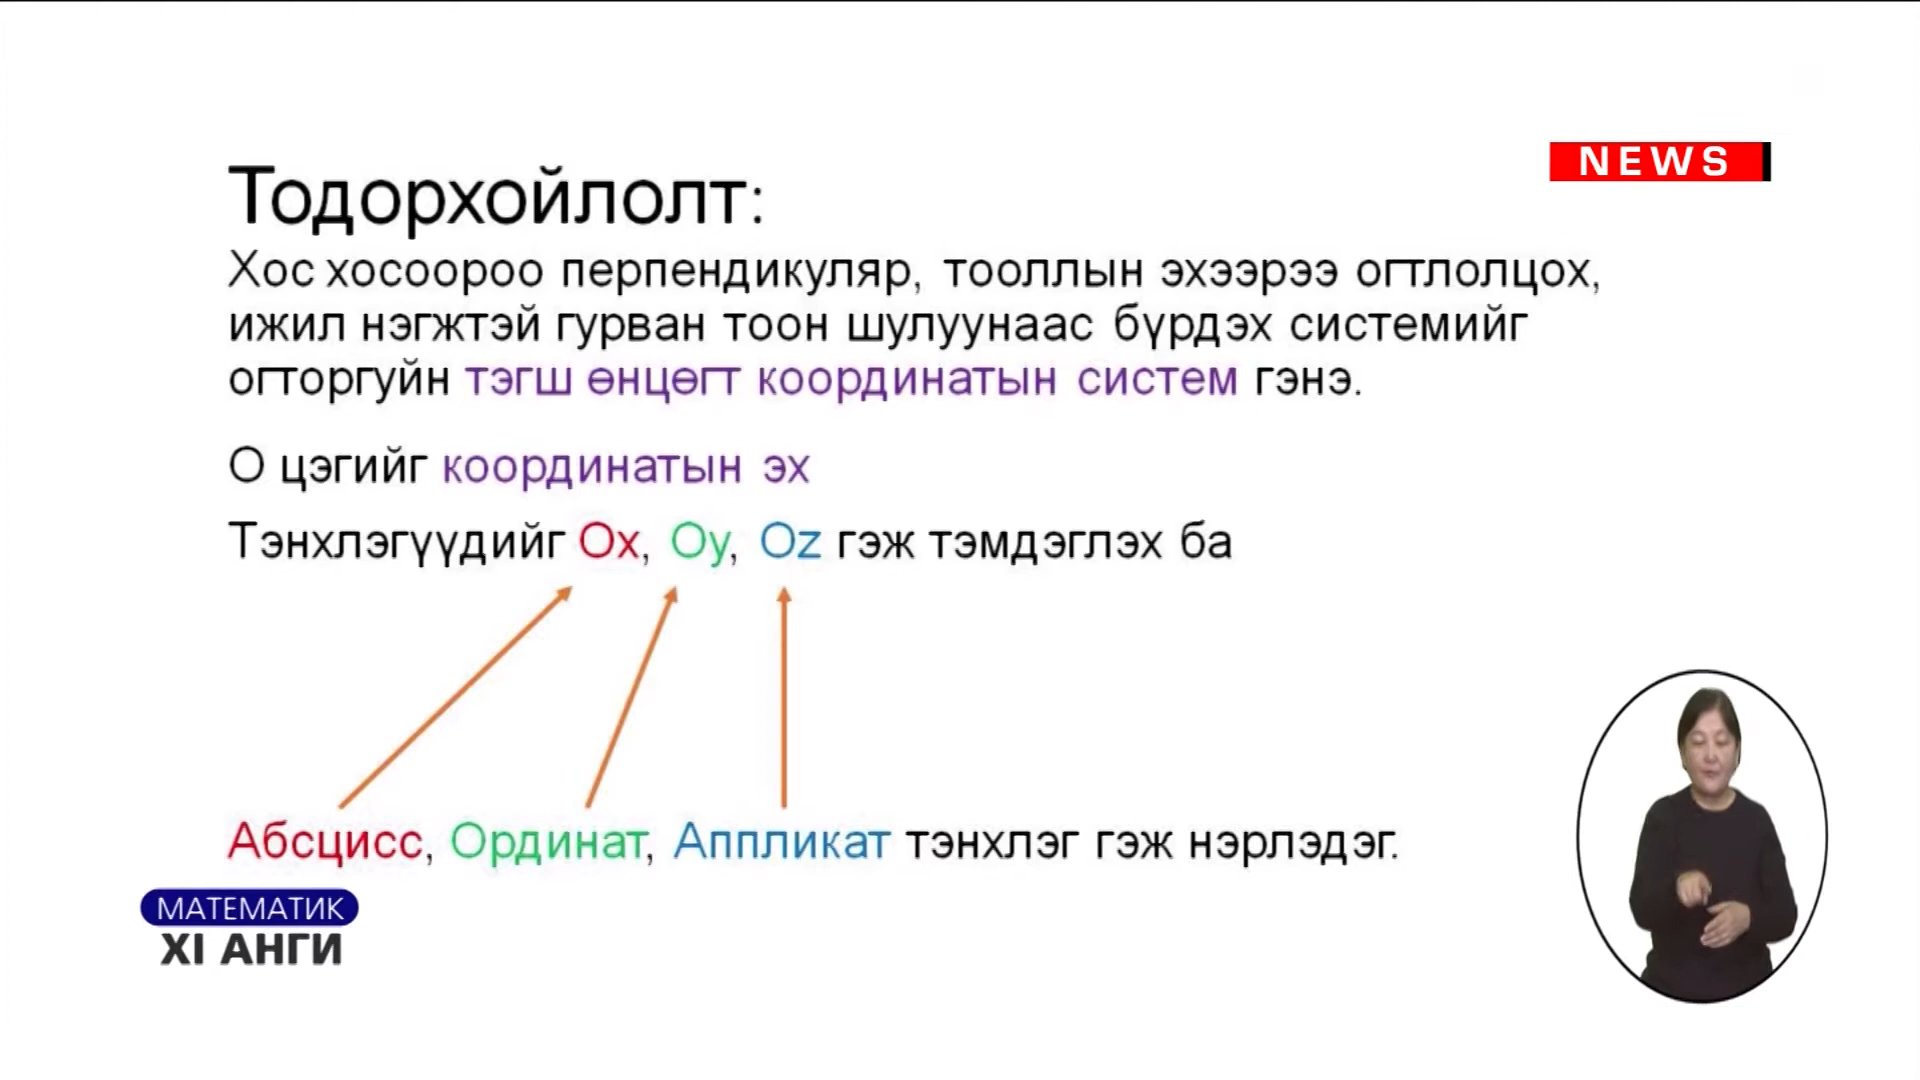 NEWS
Тодорхойлолт:
Хос хосоороо перпендикуляр, тооллын эхээрээ огтлолцох,
ижил нэгжтэй гурван тоон шулуунаас бүрдэх системийг
огторгуйн тэгш өнцөгт координатын систем гэнэ.
О цэгийг координатын эх
Тэнхлэгүүдийг Ox, Oy, Oz гэж тэмдэглэх ба
Абсцисс, Ординат, Аппликат тэнхлэг гэж нэрлэдэг.
МАТЕМАТИК
XI АНГИ